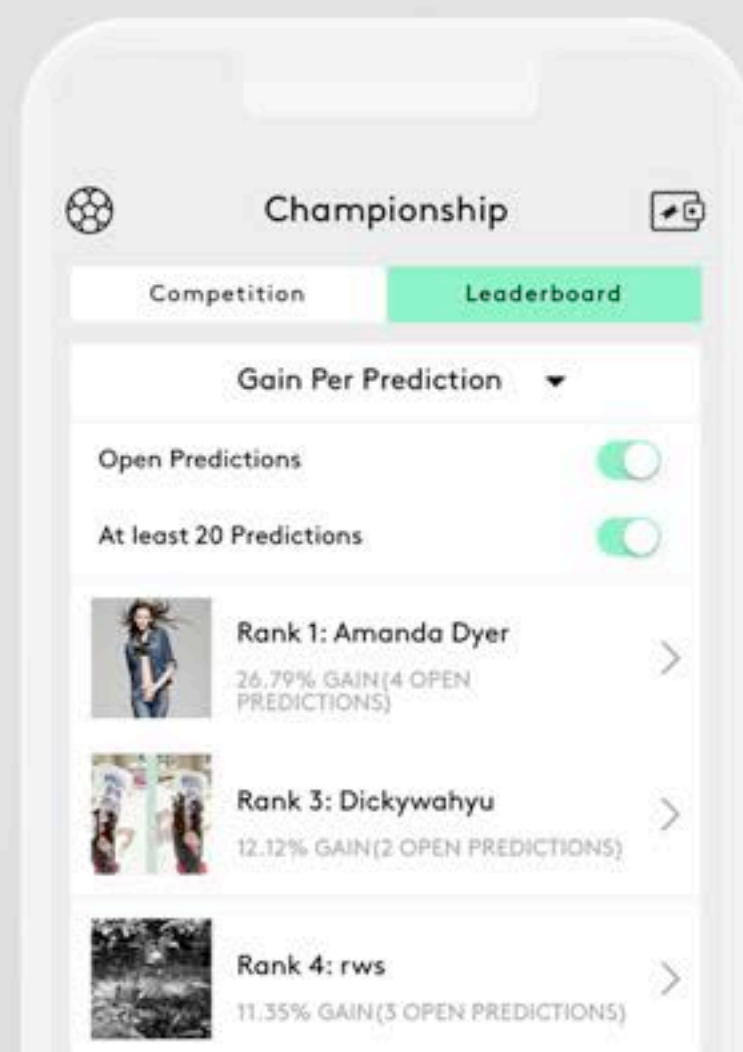 Championship
Competition
Leaderboard
Gain Per Prediction
Open Predictions
At least 20 Predictions
Rank 1: Amanda Dyer
26.79% GAIN(4 OPEN
PREDICTIONS)
Rank 3: Dickywahyu
12.12% GAIN(2 OPEN PREDICTIONS)
Rank 4: rws
11.35% GAIN(3 OPEN PREDICTIONS)